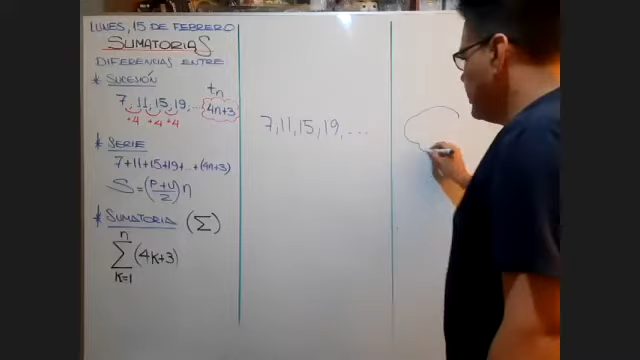 LUNES, 15 DE FEBRERO
SUMATORIAS
DIFERENCIAS ENTRE
* SUCESIÓN
tn
7, 11, 15, 19, ... 4n+3
+4 +4 +4
* SERIE
7+11+15+19+...+(4n+3)
S=(P+U/2)n
* SUMATORIA (Σ)
n
Σ(4k+3)
k=1
7, 11, 15, 19, ...